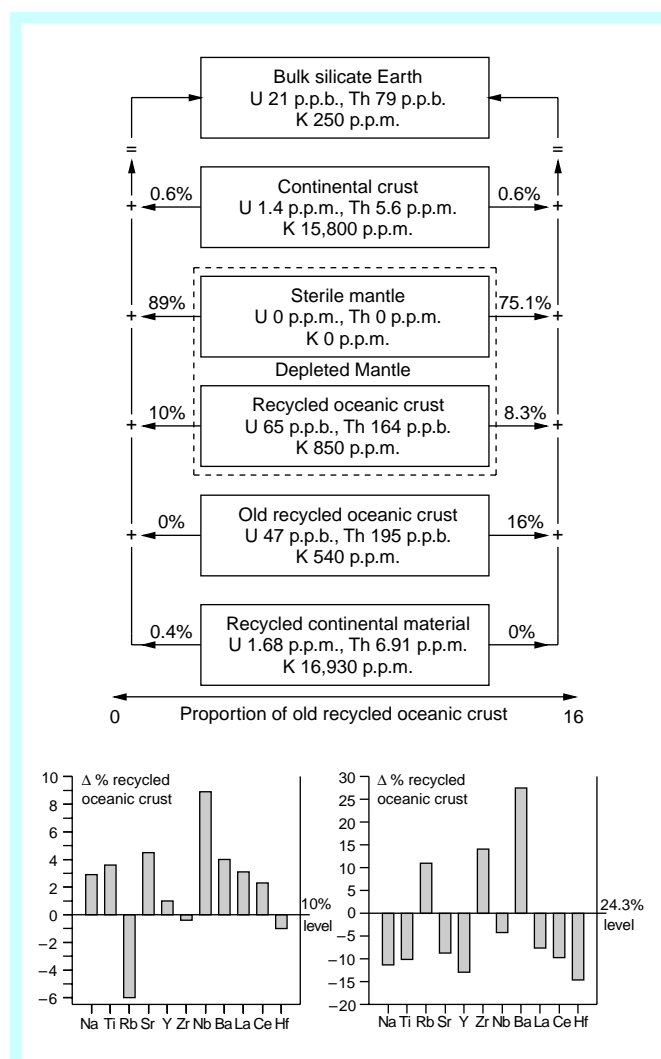 Bulk silicate Earth
U 21 p.p.b., Th 79 p.p.b.
K 250 p.p.m.
= =
0.6% Continental crust 0.6%
+ U 1.4 p.p.m., Th 5.6 p.p.m. +
K 15,800 p.p.m.
89% Sterile mantle 75.1%
+ U 0 p.p.m., Th 0 p.p.m. +
K 0 p.p.m.
Depleted Mantle
10% Recycled oceanic crust 8.3%
+ U 65 p.p.b., Th 164 p.p.b. +
K 850 p.p.m.
0% Old recycled oceanic crust 16%
+ U 47 p.p.b., Th 195 p.p.b. +
K 540 p.p.m.
0.4% Recycled continental material 0%
U 1.68 p.p.m., Th 6.91 p.p.m.
K 16,930 p.p.m.
0 Proportion of old recycled oceanic crust 16
10
8
6
4
2
0
−2
−4
−6
Δ % recycled
oceanic crust
10%
level
Na Ti Rb Sr Y Zr Nb Ba La Ce Hf
30
25
20
15
10
5
0
−5
−10
−15
−20
Δ % recycled
oceanic crust
24.3%
level
Na Ti Rb Sr Y Zr Nb Ba La Ce Hf